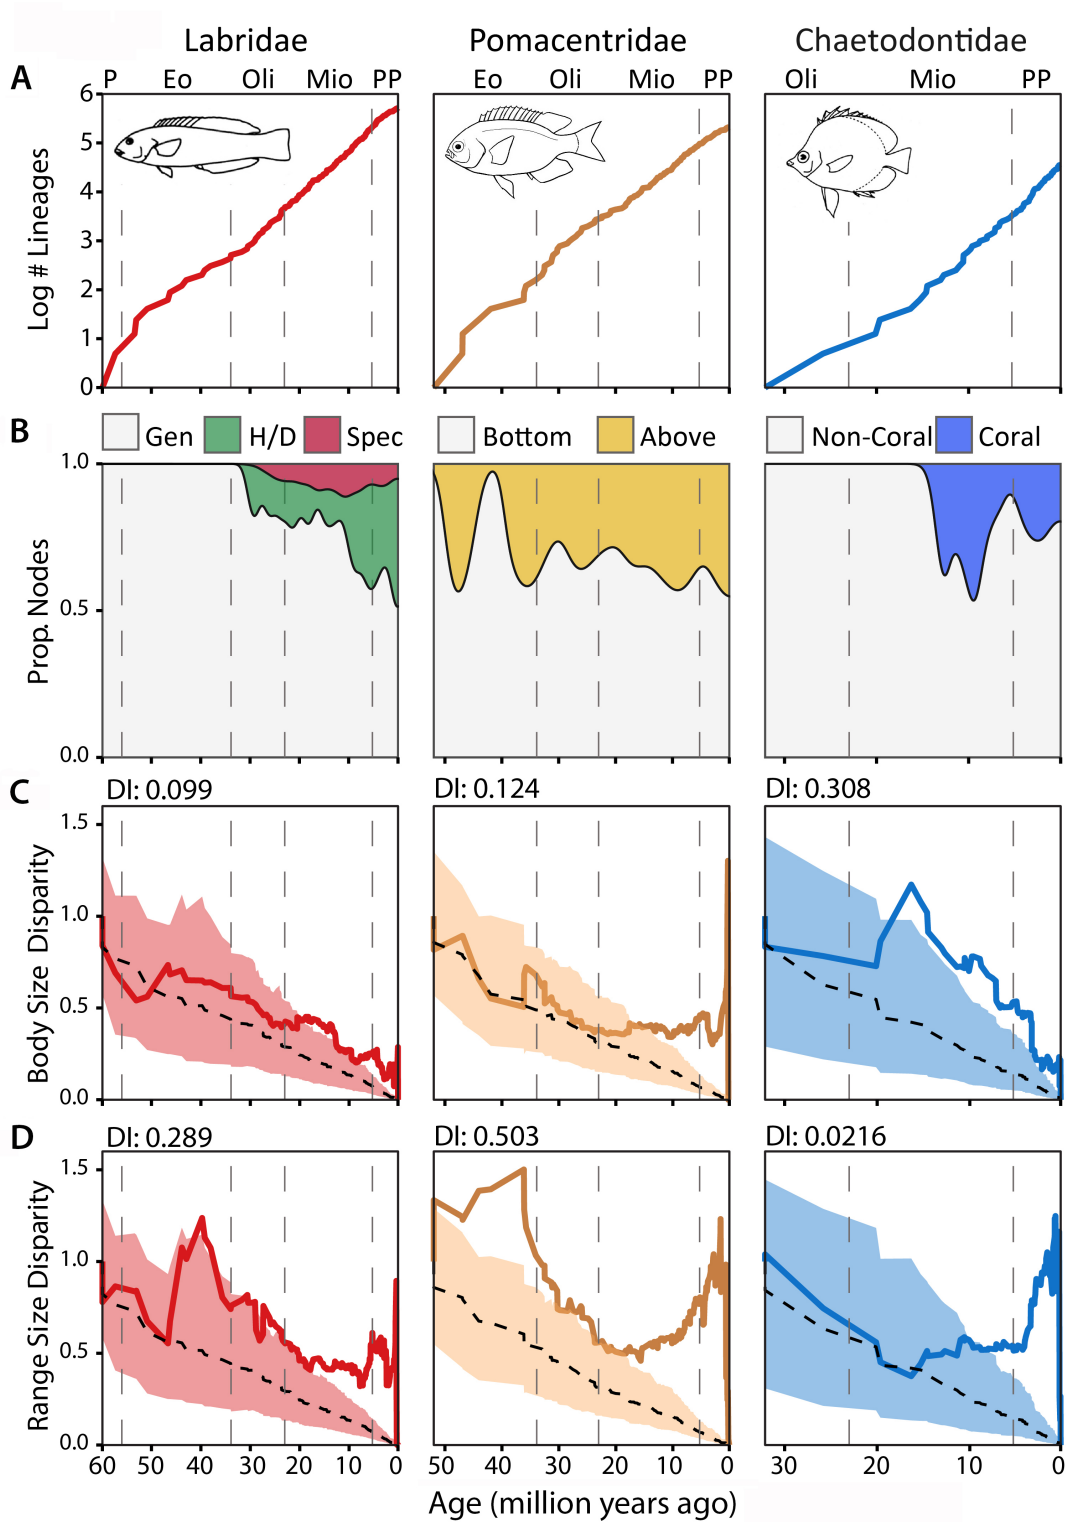 Labridae Pomacentridae Chaetodontidae
A P Eo Oli Mio PP Eo Oli Mio PP Oli Mio PP
6
5
4
3
2
1
0
Log # Lineages
B Gen H/D Spec Bottom Above Non-Coral Coral
1.0
0.5
0.0
Prop. Nodes
C DI: 0.099 DI: 0.124 DI: 0.308
1.5
1.0
0.5
0.0
Body Size Disparity
D DI: 0.289 DI: 0.503 DI: 0.0216
1.5
1.0
0.5
0.0
Range Size Disparity
60 50 40 30 20 10 0 50 40 30 20 10 0 30 20 10 0
Age (million years ago)